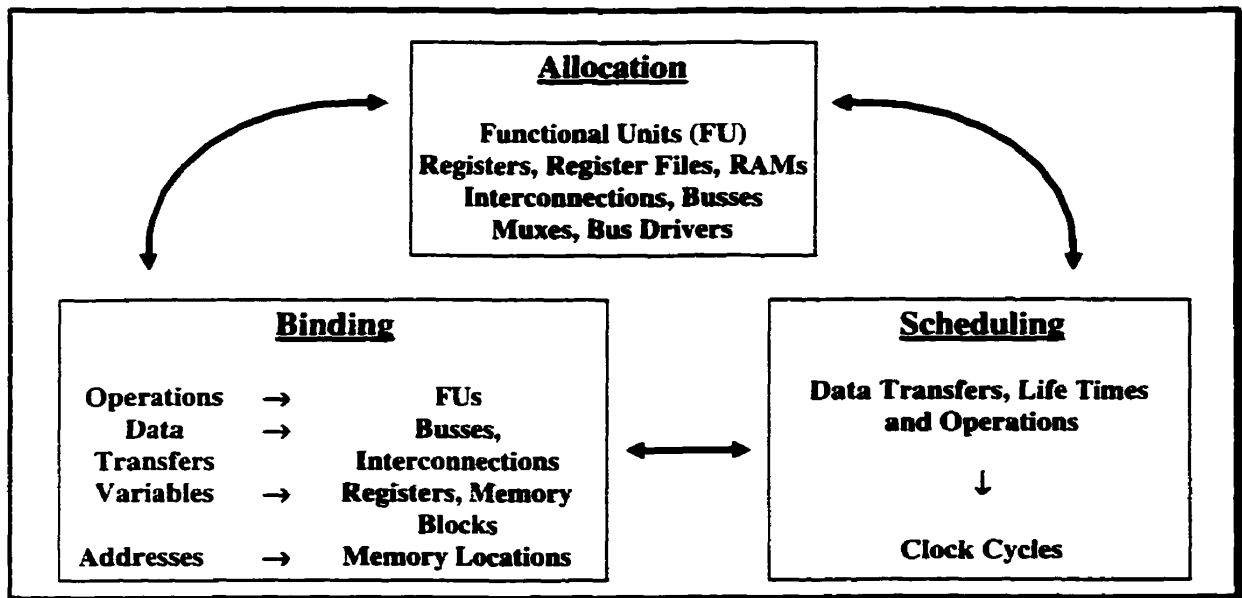 Allocation
Functional Units (FU)
Registers, Register Files, RAMs
Interconnections, Busses
Muxes, Bus Drivers
Binding
Operations → FUs
Data → Busses,
Transfers Interconnections
Variables → Registers, Memory
Blocks
Addresses → Memory Locations
Scheduling
Data Transfers, Life Times
and Operations
↓
Clock Cycles